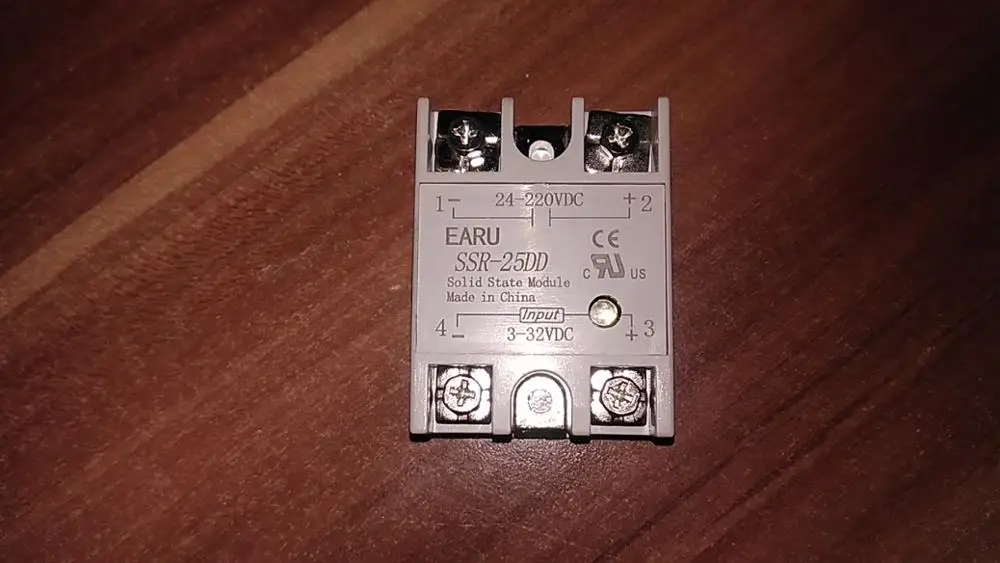 1 - 24-220VDC + 2
EARU
CE
SSR-25DD
C RU US
Solid State Module
Made in China
Input
4 - 3-32VDC + 3